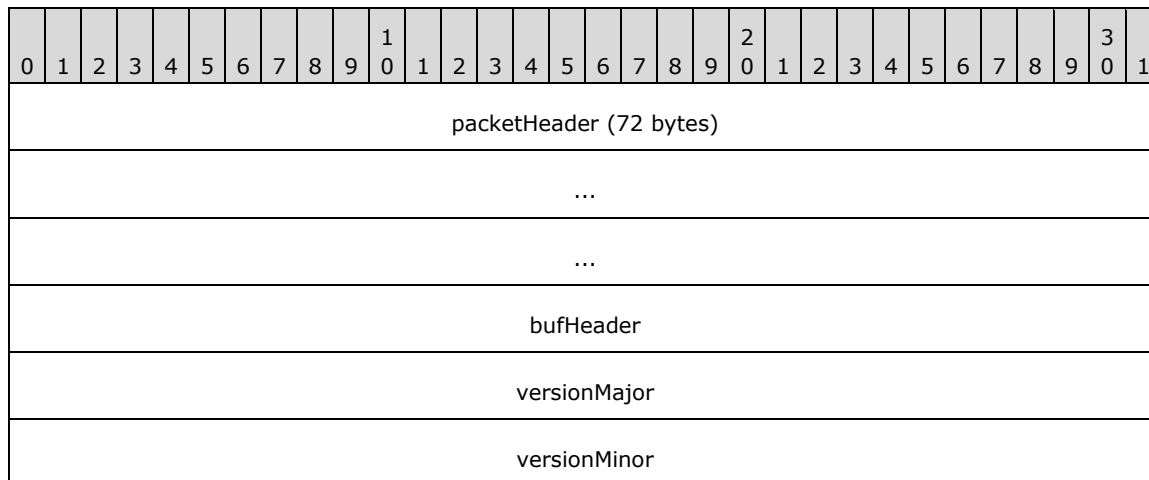 1 2 3
0 1 2 3 4 5 6 7 8 9 0 1 2 3 4 5 6 7 8 9 0 1 2 3 4 5 6 7 8 9 0 1
packetHeader (72 bytes)
...
...
bufHeader
versionMajor
versionMinor